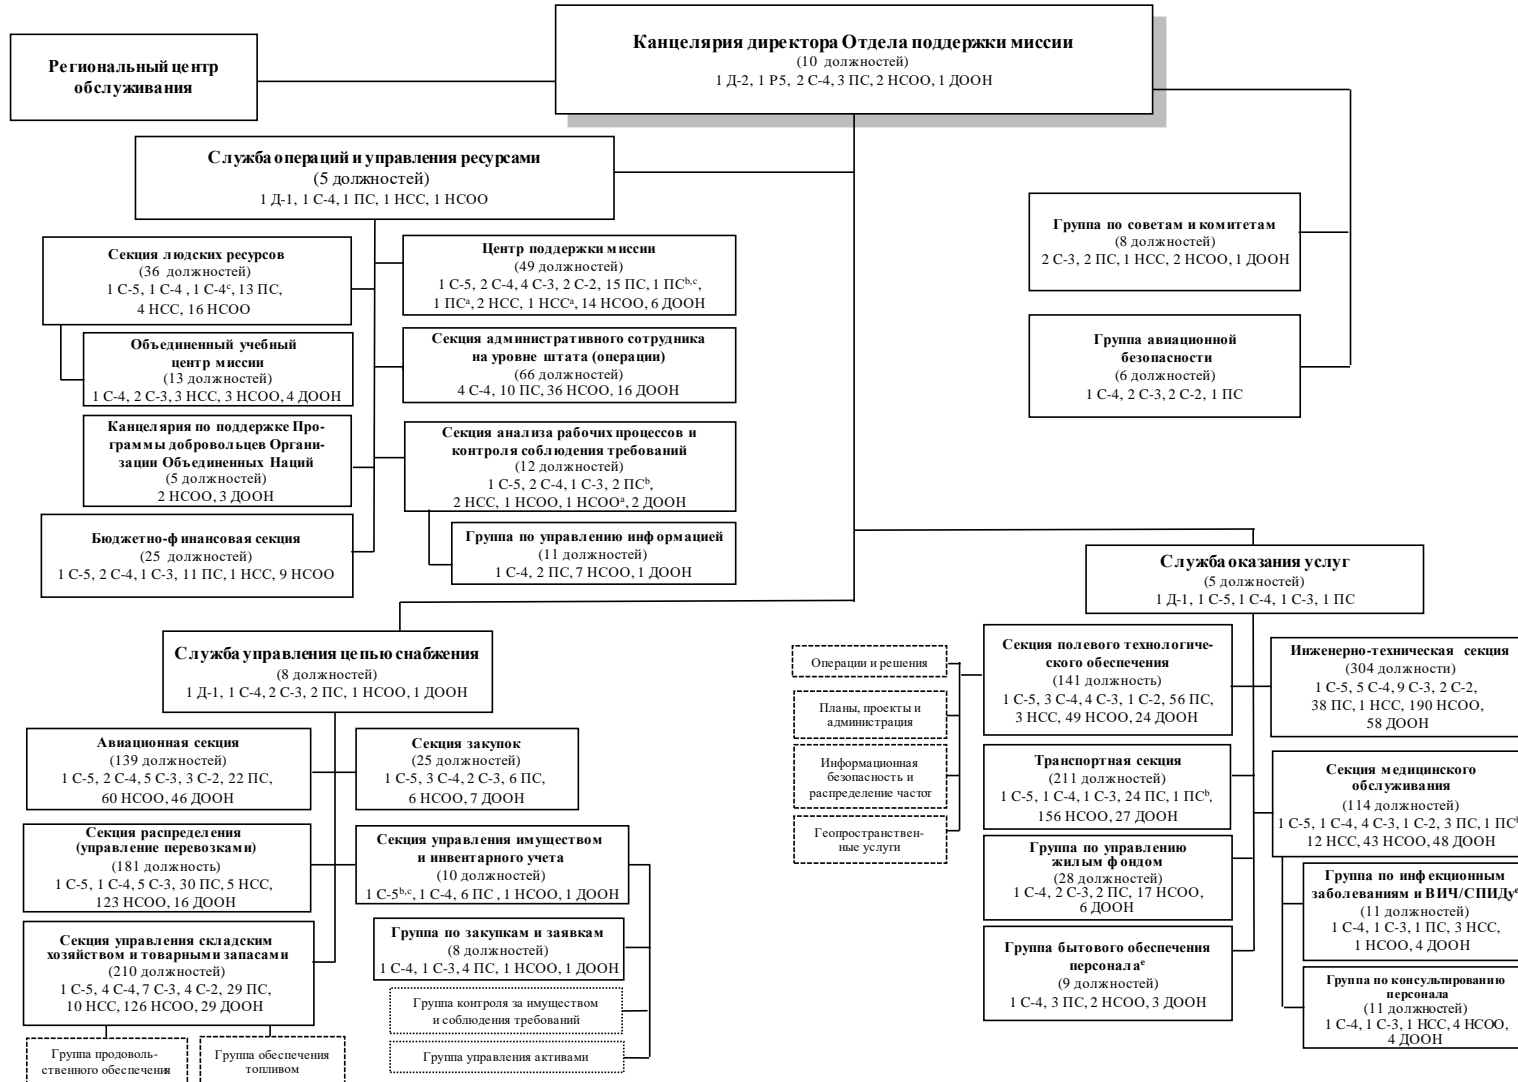 Канцелярия директора Отдела поддержки миссии
(10 должностей)
1 Д-2, 1 Р5, 2 С-4, 3 ПС, 2 НСОО, 1 ДООН
Региональный центр
обслуживания
Служба операций и управления ресурсами
(5 должностей)
1 Д-1, 1 С-4, 1 ПС, 1 НСС, 1 НСОО
Секция людских ресурсов
(36 должностей)
1 С-5, 1 С-4 , 1 С-4ᶜ, 13 ПС,
4 НСС, 16 НСОО
Объединенный учебный
центр миссии
(13 должностей)
1 С-4, 2 С-3, 3 НСС, 3 НСОО, 4 ДООН
Канцелярия по поддержке Про-
граммы добровольцев Органи-
зации Объединенных Наций
(5 должностей)
2 НСОО, 3 ДООН
Бюджетно-финансовая секция
(25 должностей)
1 С-5, 2 С-4, 1 С-3, 11 ПС, 1 НСС, 9 НСОО
Центр поддержки миссии
(49 должностей)
1 С-5, 2 С-4, 4 С-3, 2 С-2, 15 ПС, 1 ПСᵇ,ᶜ,
1 ПСᵃ, 2 НСС, 1 НССᵃ, 14 НСОО, 6 ДООН
Секция административного сотрудника
на уровне штата (операции)
(66 должностей)
4 С-4, 10 ПС, 36 НСОО, 16 ДООН
Секция анализа рабочих процессов и
контроля соблюдения требований
(12 должностей)
1 С-5, 2 С-4, 1 С-3, 2 ПСᵇ,
2 НСС, 1 НСОО, 1 НСООᵃ, 2 ДООН
Группа по управлению информацией
(11 должностей)
1 С-4, 2 ПС, 7 НСОО, 1 ДООН
Группа по советам и комитетам
(8 должностей)
2 С-3, 2 ПС, 1 НСС, 2 НСОО, 1 ДООН
Группа авиационной
безопасности
(6 должностей)
1 С-4, 2 С-3, 2 С-2, 1 ПС
Служба управления цепью снабжения
(8 должностей)
1 Д-1, 1 С-4, 2 С-3, 2 ПС, 1 НСОО, 1 ДООН
Авиационная секция
(139 должностей)
1 С-5, 2 С-4, 5 С-3, 3 С-2, 22 ПС,
60 НСОО, 46 ДООН
Секция закупок
(25 должностей)
1 С-5, 3 С-4, 2 С-3, 6 ПС,
6 НСОО, 7 ДООН
Секция распределения
(управление перевозками)
(181 должность)
1 С-5, 1 С-4, 5 С-3, 30 ПС, 5 НСС,
123 НСОО, 16 ДООН
Секция управления имуществом
и инвентарного учета
(10 должностей)
1 С-5ᵇ,ᶜ, 1 С-4, 6 ПС, 1 НСОО, 1 ДООН
Секция управления складским
хозяйством и товарными запасами
(210 должностей)
1 С-5, 4 С-4, 7 С-3, 4 С-2, 29 ПС,
10 НСС, 126 НСОО, 29 ДООН
Группа продоволь-
ственного обеспечения
Группа обеспечения
топливом
Группа по закупкам и заявкам
(8 должностей)
1 С-4, 1 С-3, 4 ПС, 1 НСОО, 1 ДООН
Группа контроля за имуществом
и соблюдения требований
Группа управления активами
Служба оказания услуг
(5 должностей)
1 Д-1, 1 С-5, 1 С-4, 1 С-3, 1 ПС
Операции и решения
Планы, проекты и
администрация
Информационная
безопасность и
распределение частот
Геопространствен-
ные услуги
Секция полевого технологиче-
ского обеспечения
(141 должность)
1 С-5, 3 С-4, 4 С-3, 1 С-2, 56 ПС,
3 НСС, 49 НСОО, 24 ДООН
Транспортная секция
(211 должностей)
1 С-5, 1 С-4, 1 С-3, 24 ПС, 1 ПСᵇ,
156 НСОО, 27 ДООН
Группа по управлению
жилым фондом
(28 должностей)
1 С-4, 2 С-3, 2 ПС, 17 НСОО,
6 ДООН
Группа бытового обеспечения
персоналаᵉ
(9 должностей)
1 С-4, 3 ПС, 2 НСОО, 3 ДООН
Инженерно-техническая секция
(304 должности)
1 С-5, 5 С-4, 9 С-3, 2 С-2,
38 ПС, 1 НСС, 190 НСОО,
58 ДООН
Секция медицинского
обслуживания
(114 должностей)
1 С-5, 1 С-4, 4 С-3, 1 С-2, 3 ПС, 1 ПСᵇ
12 НСС, 43 НСОО, 48 ДООН
Группа по инфекционным
заболеваниям и ВИЧ/СПИДуᵉ
(11 должностей)
1 С-4, 1 С-3, 1 ПС, 3 НСС,
1 НСОО, 4 ДООН
Группа по консультированию
персонала
(11 должностей)
1 С-4, 1 С-3, 1 НСС, 4 НСОО,
4 ДООН